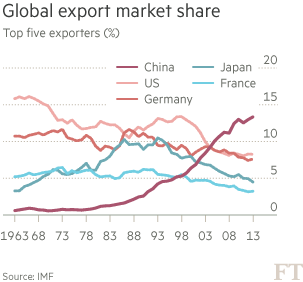 Global export market share
Top five exporters (%)
China Japan
US France
Germany
20
15
10
5
0
1963 68 73 78 83 88 93 98 03 08 13
Source: IMF
FT